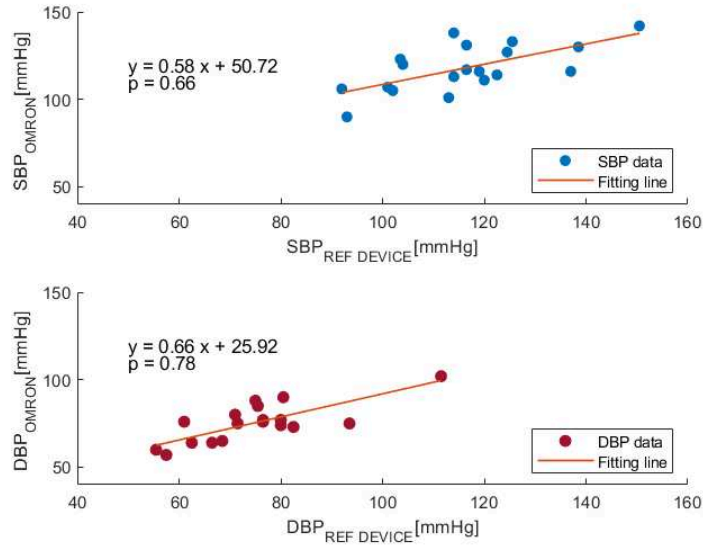 150
100
50
SBP_OMRON[mmHg]
y = 0.58 x + 50.72
p = 0.66
SBP data
Fitting line
40 60 80 100 120 140 160
SBP_REF DEVICE[mmHg]
150
100
50
DBP_OMRON[mmHg]
y = 0.66 x + 25.92
p = 0.78
DBP data
Fitting line
40 60 80 100 120 140 160
DBP_REF DEVICE[mmHg]